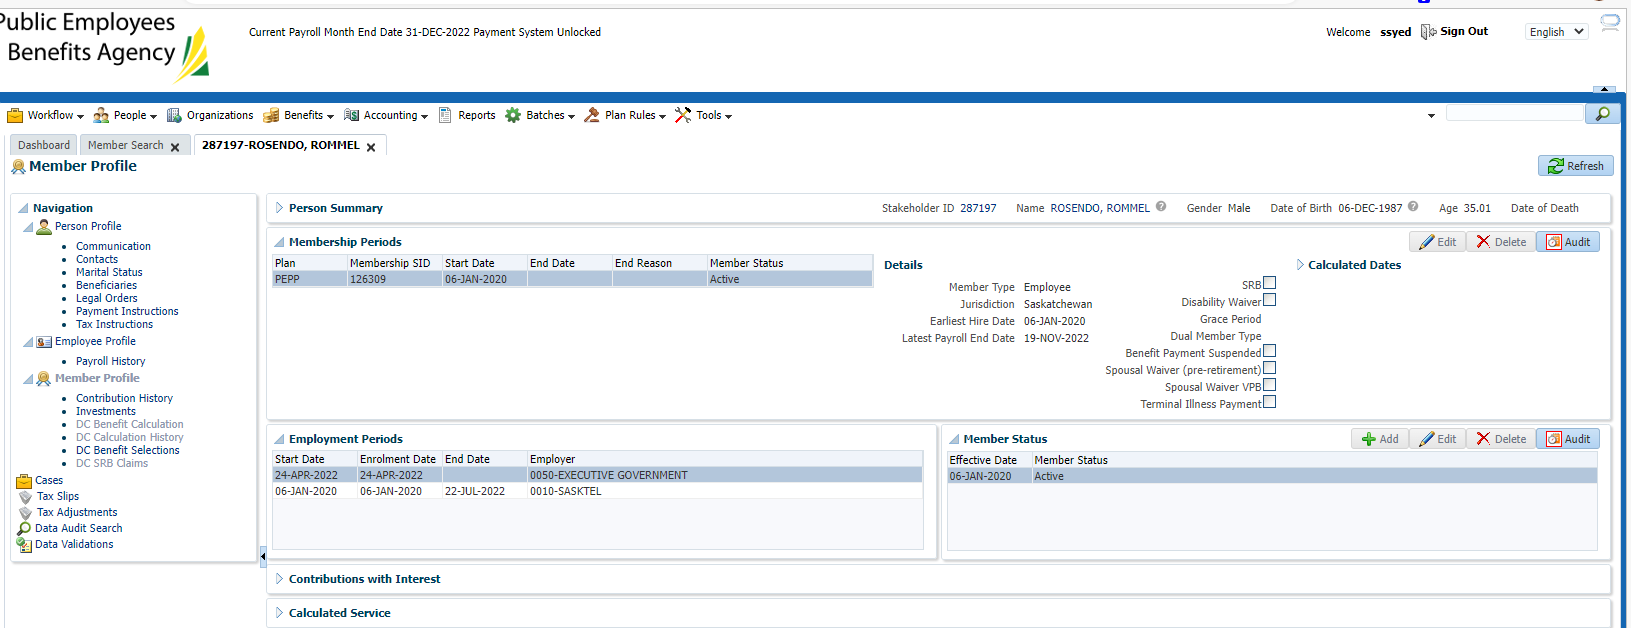 Public Employees
Benefits Agency
Current Payroll Month End Date 31-DEC-2022 Payment System Unlocked
Welcome ssyed Sign Out English
Workflow People Organizations Benefits Accounting Reports Batches Plan Rules Tools
Dashboard Member Search 287197-ROSENDO, ROMMEL
Member Profile
Refresh
Navigation
Person Profile
Communication
Contacts
Marital Status
Beneficiaries
Legal Orders
Payment Instructions
Tax Instructions
Employee Profile
Payroll History
Member Profile
Contribution History
Investments
DC Benefit Calculation
DC Calculation History
DC Benefit Selections
DC SRB Claims
Cases
Tax Slips
Tax Adjustments
Data Audit Search
Data Validations
Person Summary Stakeholder ID 287197 Name ROSENDO, ROMMEL Gender Male Date of Birth 06-DEC-1987 Age 35.01 Date of Death
Membership Periods Edit Delete Audit
Plan Membership SID Start Date End Date End Reason Member Status
PEPP 126309 06-JAN-2020 Active
Details
Member Type Employee
Jurisdiction Saskatchewan
Earliest Hire Date 06-JAN-2020
Latest Payroll End Date 19-NOV-2022
SRB
Disability Waiver
Grace Period
Dual Member Type
Benefit Payment Suspended
Spousal Waiver (pre-retirement)
Spousal Waiver VPB
Terminal Illness Payment
Calculated Dates
Employment Periods
Start Date Enrolment Date End Date Employer
24-APR-2022 24-APR-2022 0050-EXECUTIVE GOVERNMENT
06-JAN-2020 06-JAN-2020 22-JUL-2022 0010-SASKTEL
Member Status Add Edit Delete Audit
Effective Date Member Status
06-JAN-2020 Active
Contributions with Interest
Calculated Service